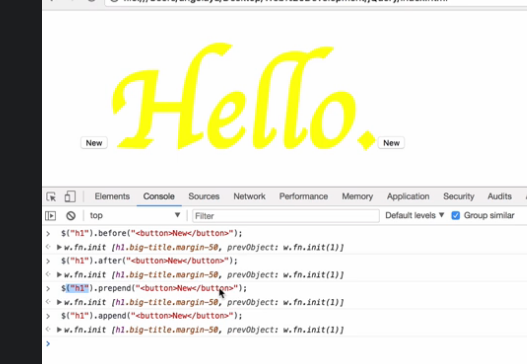 Hello.
New
New
Elements Console Sources Network Performance Memory Application Security Audits
top Filter Default levels Group similar
$("h1").before("<button>New</button>");
w.fn.init [h1.big-title.margin-50, prevObject: w.fn.init(1)]
$("h1").after("<button>New</button>");
w.fn.init [h1.big-title.margin-50, prevObject: w.fn.init(1)]
$("h1").prepend("<button>New</button>");
w.fn.init [h1.big-title.margin-50, prevObject: w.fn.init(1)]
$("h1").append("<button>New</button>");
w.fn.init [h1.big-title.margin-50, prevObject: w.fn.init(1)]